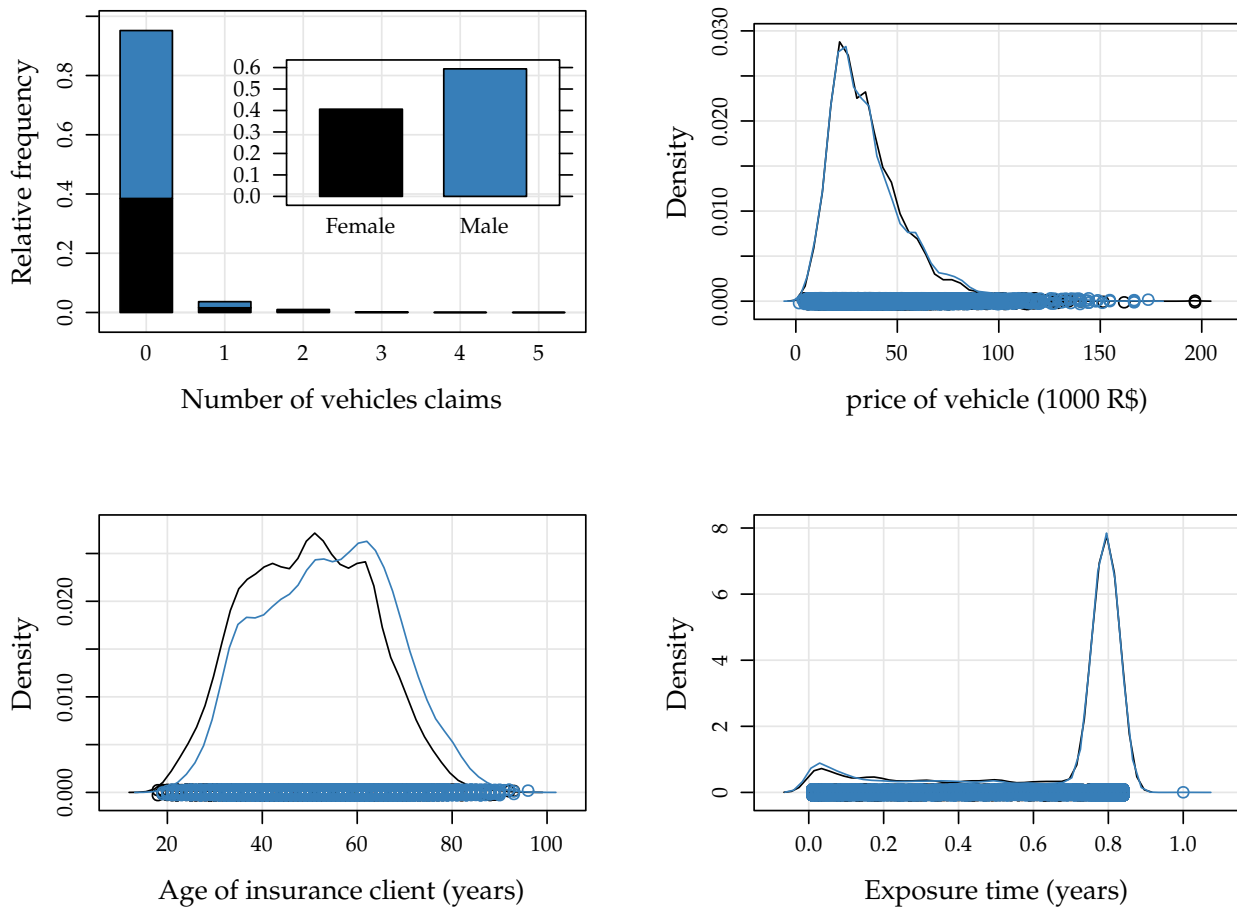 Relative frequency
0.0 0.2 0.4 0.6 0.8
0.0 0.1 0.2 0.3 0.4 0.5 0.6
Female Male
0 1 2 3 4 5
Number of vehicles claims
Density
0.000 0.010 0.020 0.030
0 50 100 150 200
price of vehicle (1000 R$)
Density
0.000 0.010 0.020
20 40 60 80 100
Age of insurance client (years)
Density
0 2 4 6 8
0.0 0.2 0.4 0.6 0.8 1.0
Exposure time (years)